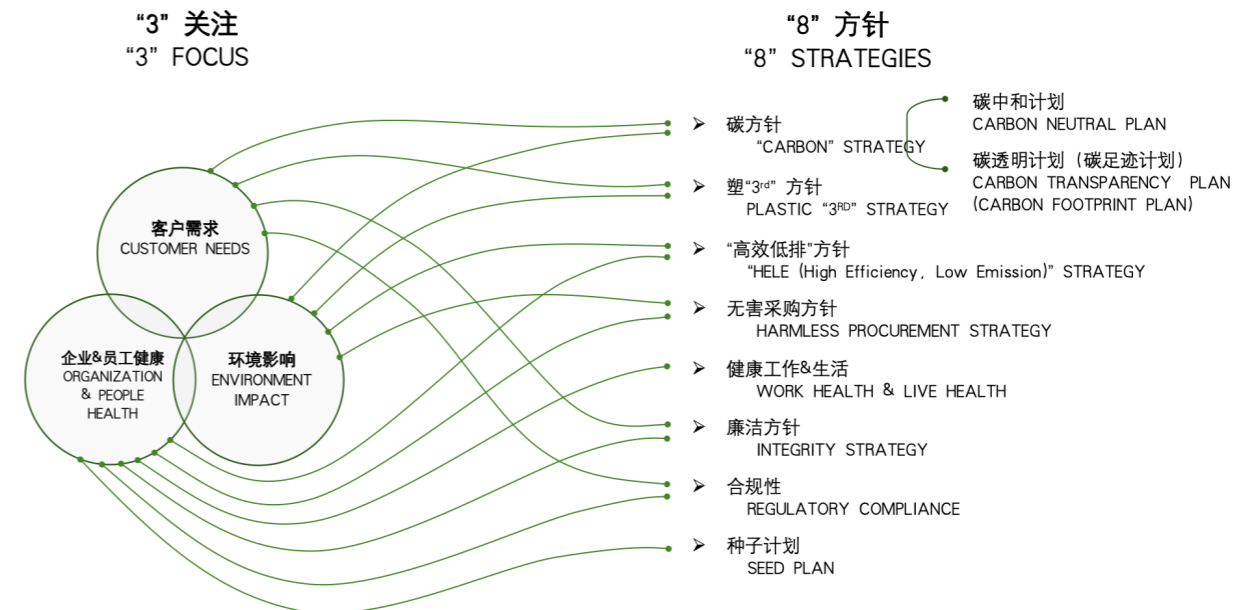 “3” 关注
“3” FOCUS
客户需求
CUSTOMER NEEDS
企业&员工健康
ORGANIZATION
& PEOPLE
HEALTH
环境影响
ENVIRONMENT
IMPACT
“8” 方针
“8” STRATEGIES
碳方针
“CARBON” STRATEGY
碳中和计划
CARBON NEUTRAL PLAN
碳透明计划（碳足迹计划）
CARBON TRANSPARENCY PLAN
(CARBON FOOTPRINT PLAN)
塑“3rd” 方针
PLASTIC “3RD” STRATEGY
“高效低排”方针
“HELE (High Efficiency, Low Emission)” STRATEGY
无害采购方针
HARMLESS PROCUREMENT STRATEGY
健康工作&生活
WORK HEALTH & LIVE HEALTH
廉洁方针
INTEGRITY STRATEGY
合规性
REGULATORY COMPLIANCE
种子计划
SEED PLAN